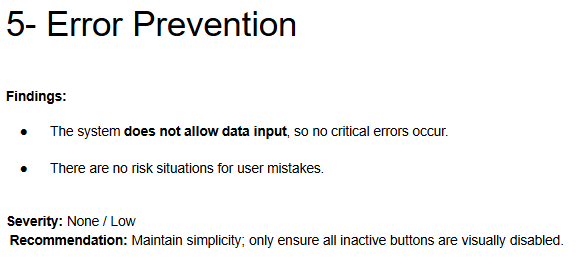 5- Error Prevention
Findings:
● The system does not allow data input, so no critical errors occur.
● There are no risk situations for user mistakes.
Severity: None / Low
Recommendation: Maintain simplicity; only ensure all inactive buttons are visually disabled.